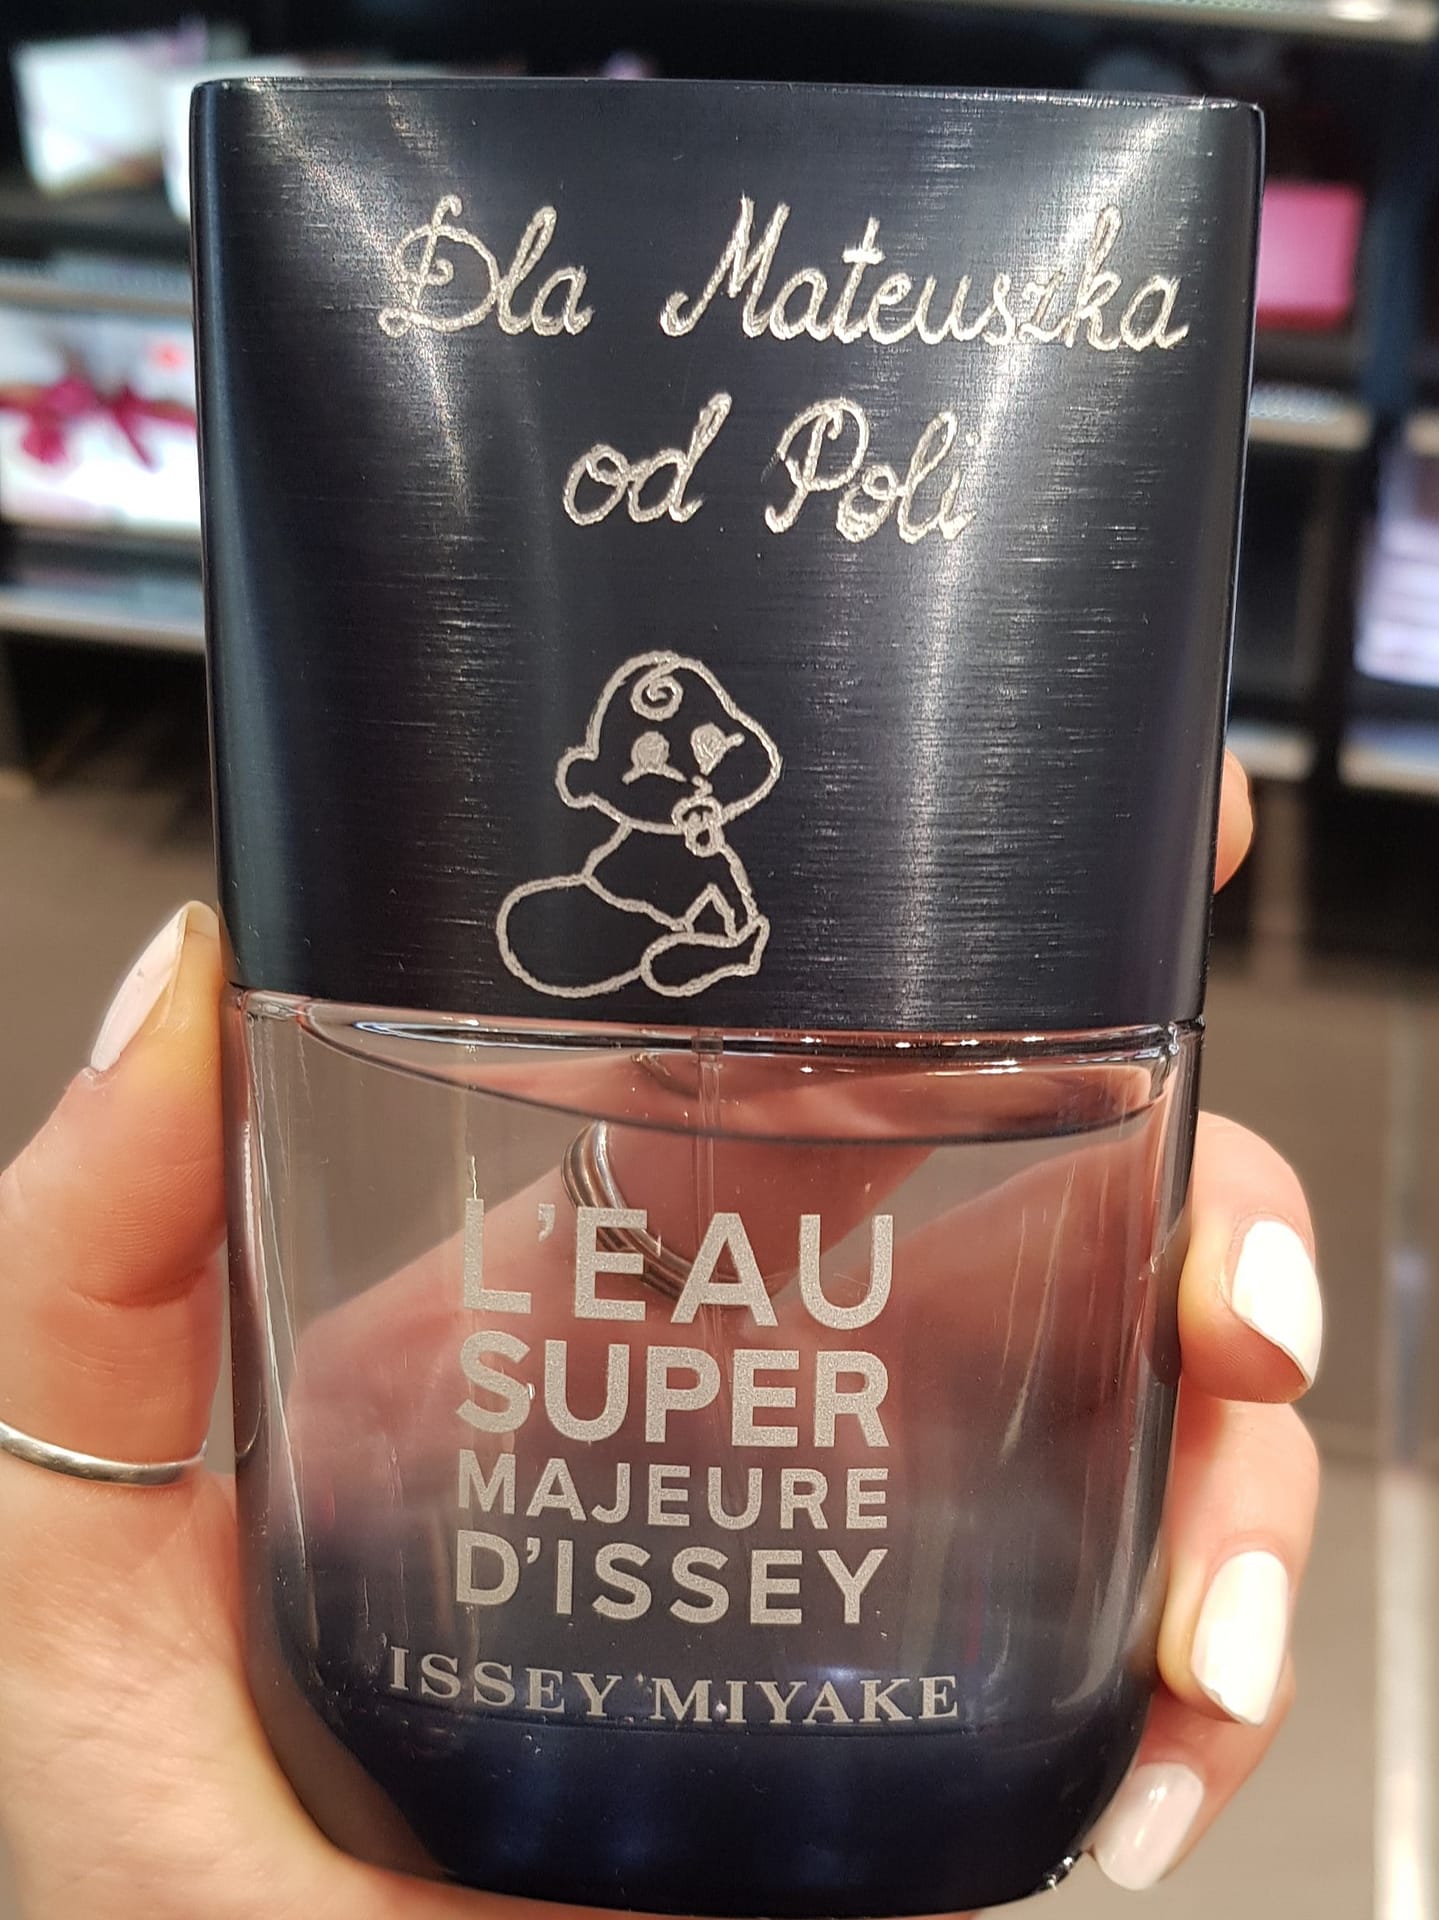 Dla Mateuszka
od Poli
L'EAU
SUPER
MAJEURE
D'ISSEY
ISSEY MIYAKE